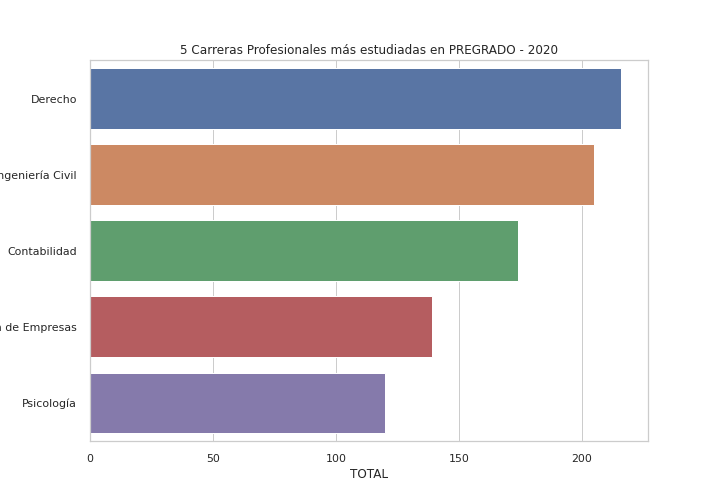 5 Carreras Profesionales más estudiadas en PREGRADO - 2020
Derecho
ngeniería Civil
Contabilidad
de Empresas
Psicología
0 50 100 150 200
TOTAL